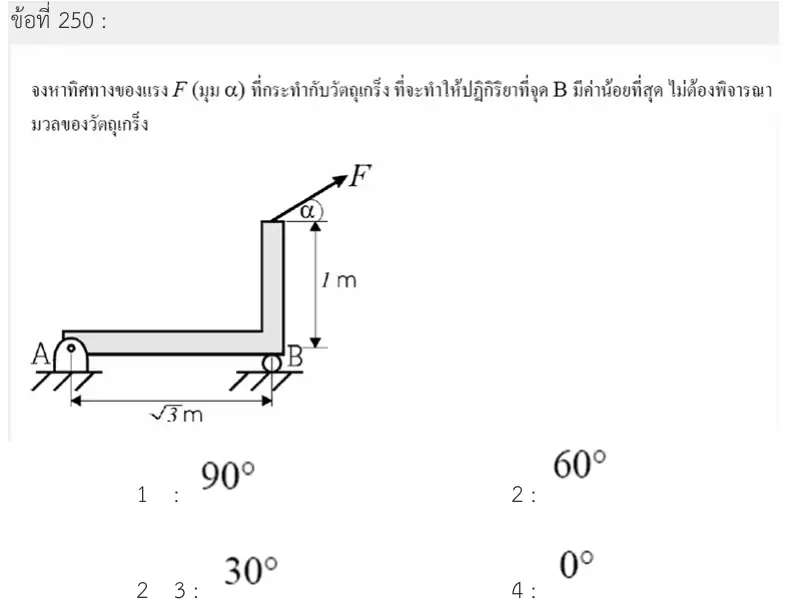 ข้อที่ 250 :
จงหาทิศทางของแรง F (มุม α) ที่กระทำกับวัตถุเกร็ง ที่จะทำให้ปฏิกิริยาที่จุด B มีค่าน้อยที่สุด ไม่ต้องพิจารณา
มวลของวัตถุเกร็ง
F
α
1 m
A
B
√3 m
1 : 90°
2 : 60°
2 3 : 30°
4 : 0°